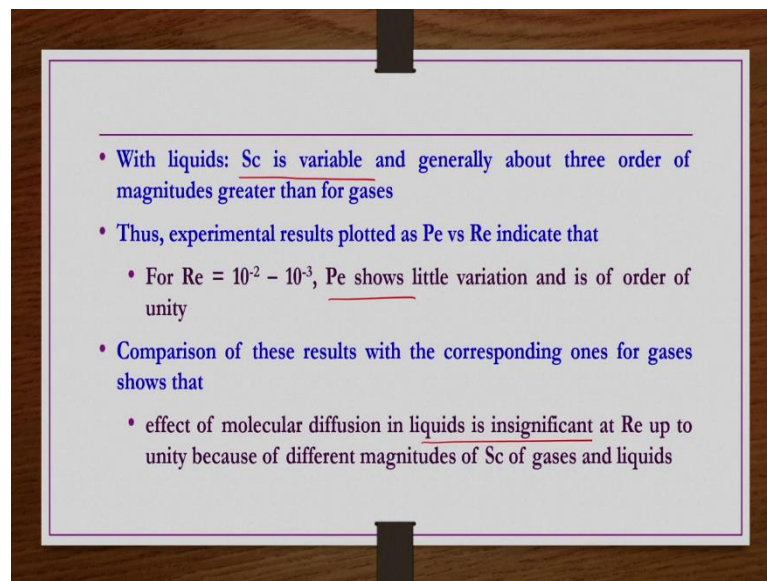 • With liquids: Sc is variable and generally about three order of
magnitudes greater than for gases
• Thus, experimental results plotted as Pe vs Re indicate that
• For Re = 10⁻² – 10⁻³, Pe shows little variation and is of order of
unity
• Comparison of these results with the corresponding ones for gases
shows that
• effect of molecular diffusion in liquids is insignificant at Re up to
unity because of different magnitudes of Sc of gases and liquids